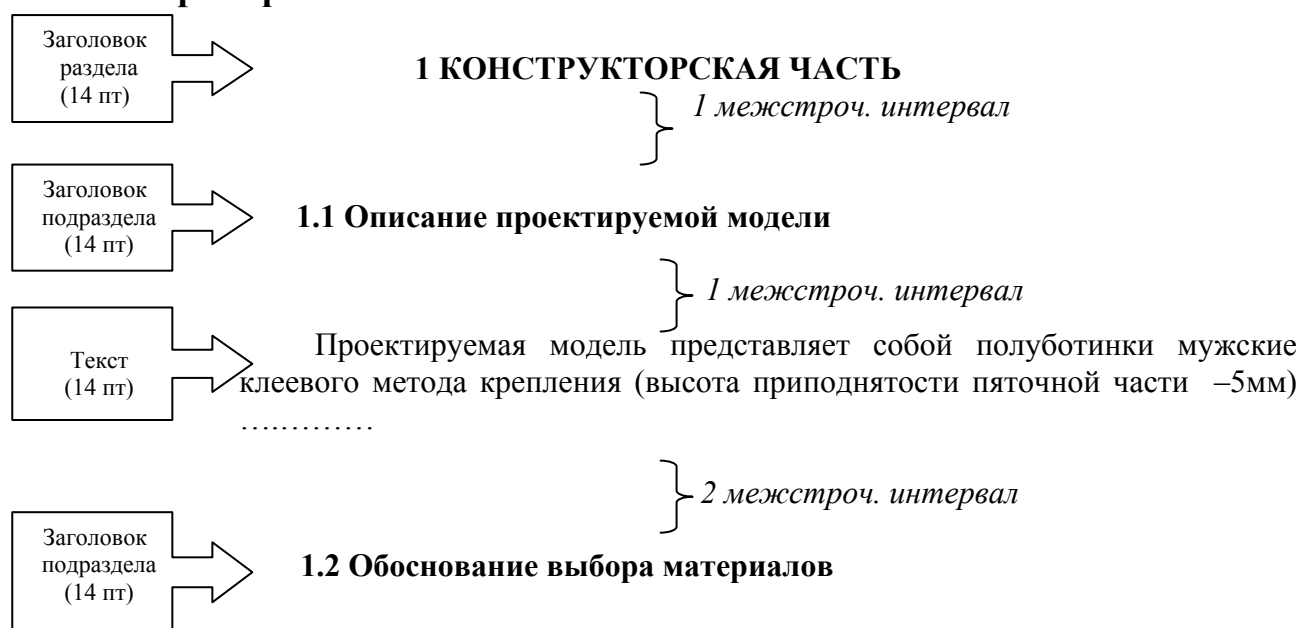 Заголовок
раздела
(14 пт)
1 КОНСТРУКТОРСКАЯ ЧАСТЬ
1 межстроч. интервал
Заголовок
подраздела
(14 пт)
1.1 Описание проектируемой модели
1 межстроч. интервал
Текст
(14 пт)
Проектируемая модель представляет собой полуботинки мужские
клеевого метода крепления (высота приподнятости пяточной части –5мм)
………….
2 межстроч. интервал
Заголовок
подраздела
(14 пт)
1.2 Обоснование выбора материалов